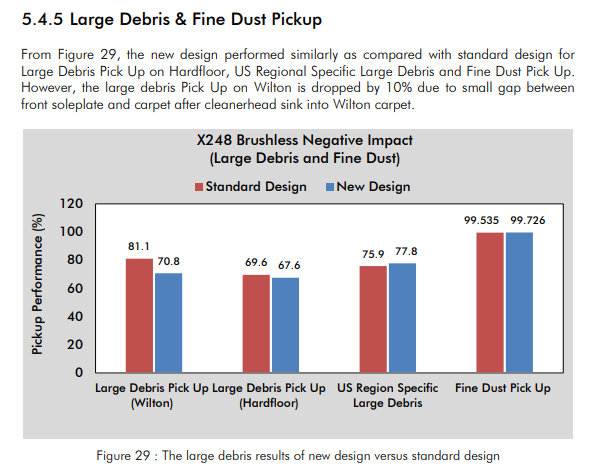 5.4.5 Large Debris & Fine Dust Pickup
From Figure 29, the new design performed similarly as compared with standard design for
Large Debris Pick Up on Hardfloor, US Regional Specific Large Debris and Fine Dust Pick Up.
However, the large debris Pick Up on Wilton is dropped by 10% due to small gap between
front soleplate and carpet after cleanerhead sink into Wilton carpet.
X248 Brushless Negative Impact
(Large Debris and Fine Dust)
Standard Design New Design
Pickup Performance (%)
120
100
80
60
40
20
0
81.1 70.8 69.6 67.6 75.9 77.8 99.535 99.726
Large Debris Pick Up Large Debris Pick Up US Region Specific Fine Dust Pick Up
(Wilton) (Hardfloor) Large Debris
Figure 29 : The large debris results of new design versus standard design